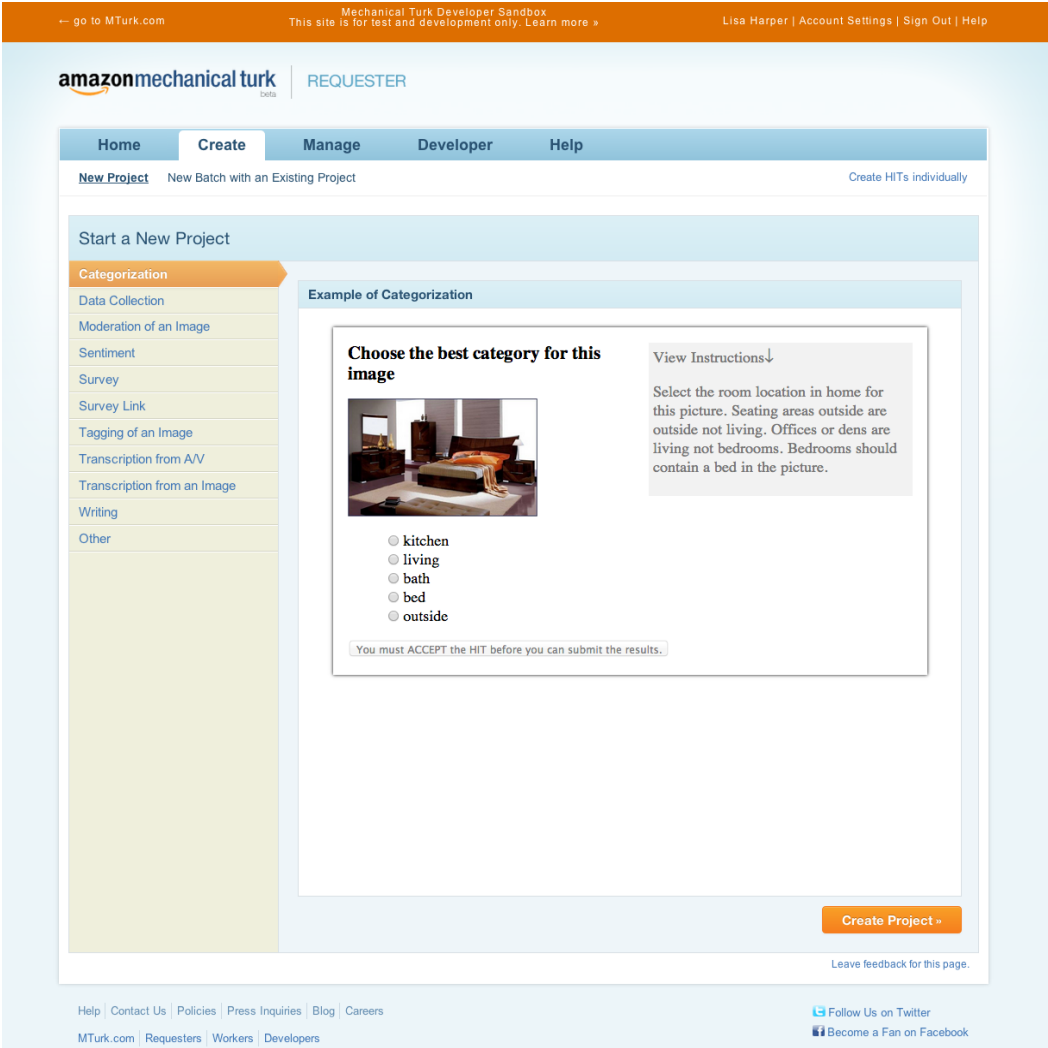 ← go to MTurk.com
Mechanical Turk Developer Sandbox
This site is for test and development only. Learn more »
Lisa Harper | Account Settings | Sign Out | Help
amazonmechanical turk
beta
REQUESTER
Home Create Manage Developer Help
New Project New Batch with an Existing Project Create HITs individually
Start a New Project
Categorization
Data Collection
Moderation of an Image
Sentiment
Survey
Survey Link
Tagging of an Image
Transcription from A/V
Transcription from an Image
Writing
Other
Example of Categorization
Choose the best category for this
image
View Instructions↓
Select the room location in home for
this picture. Seating areas outside are
outside not living. Offices or dens are
living not bedrooms. Bedrooms should
contain a bed in the picture.
kitchen
living
bath
bed
outside
You must ACCEPT the HIT before you can submit the results.
Create Project »
Leave feedback for this page.
Help | Contact Us | Policies | Press Inquiries | Blog | Careers
MTurk.com | Requesters | Workers | Developers
Follow Us on Twitter
Become a Fan on Facebook